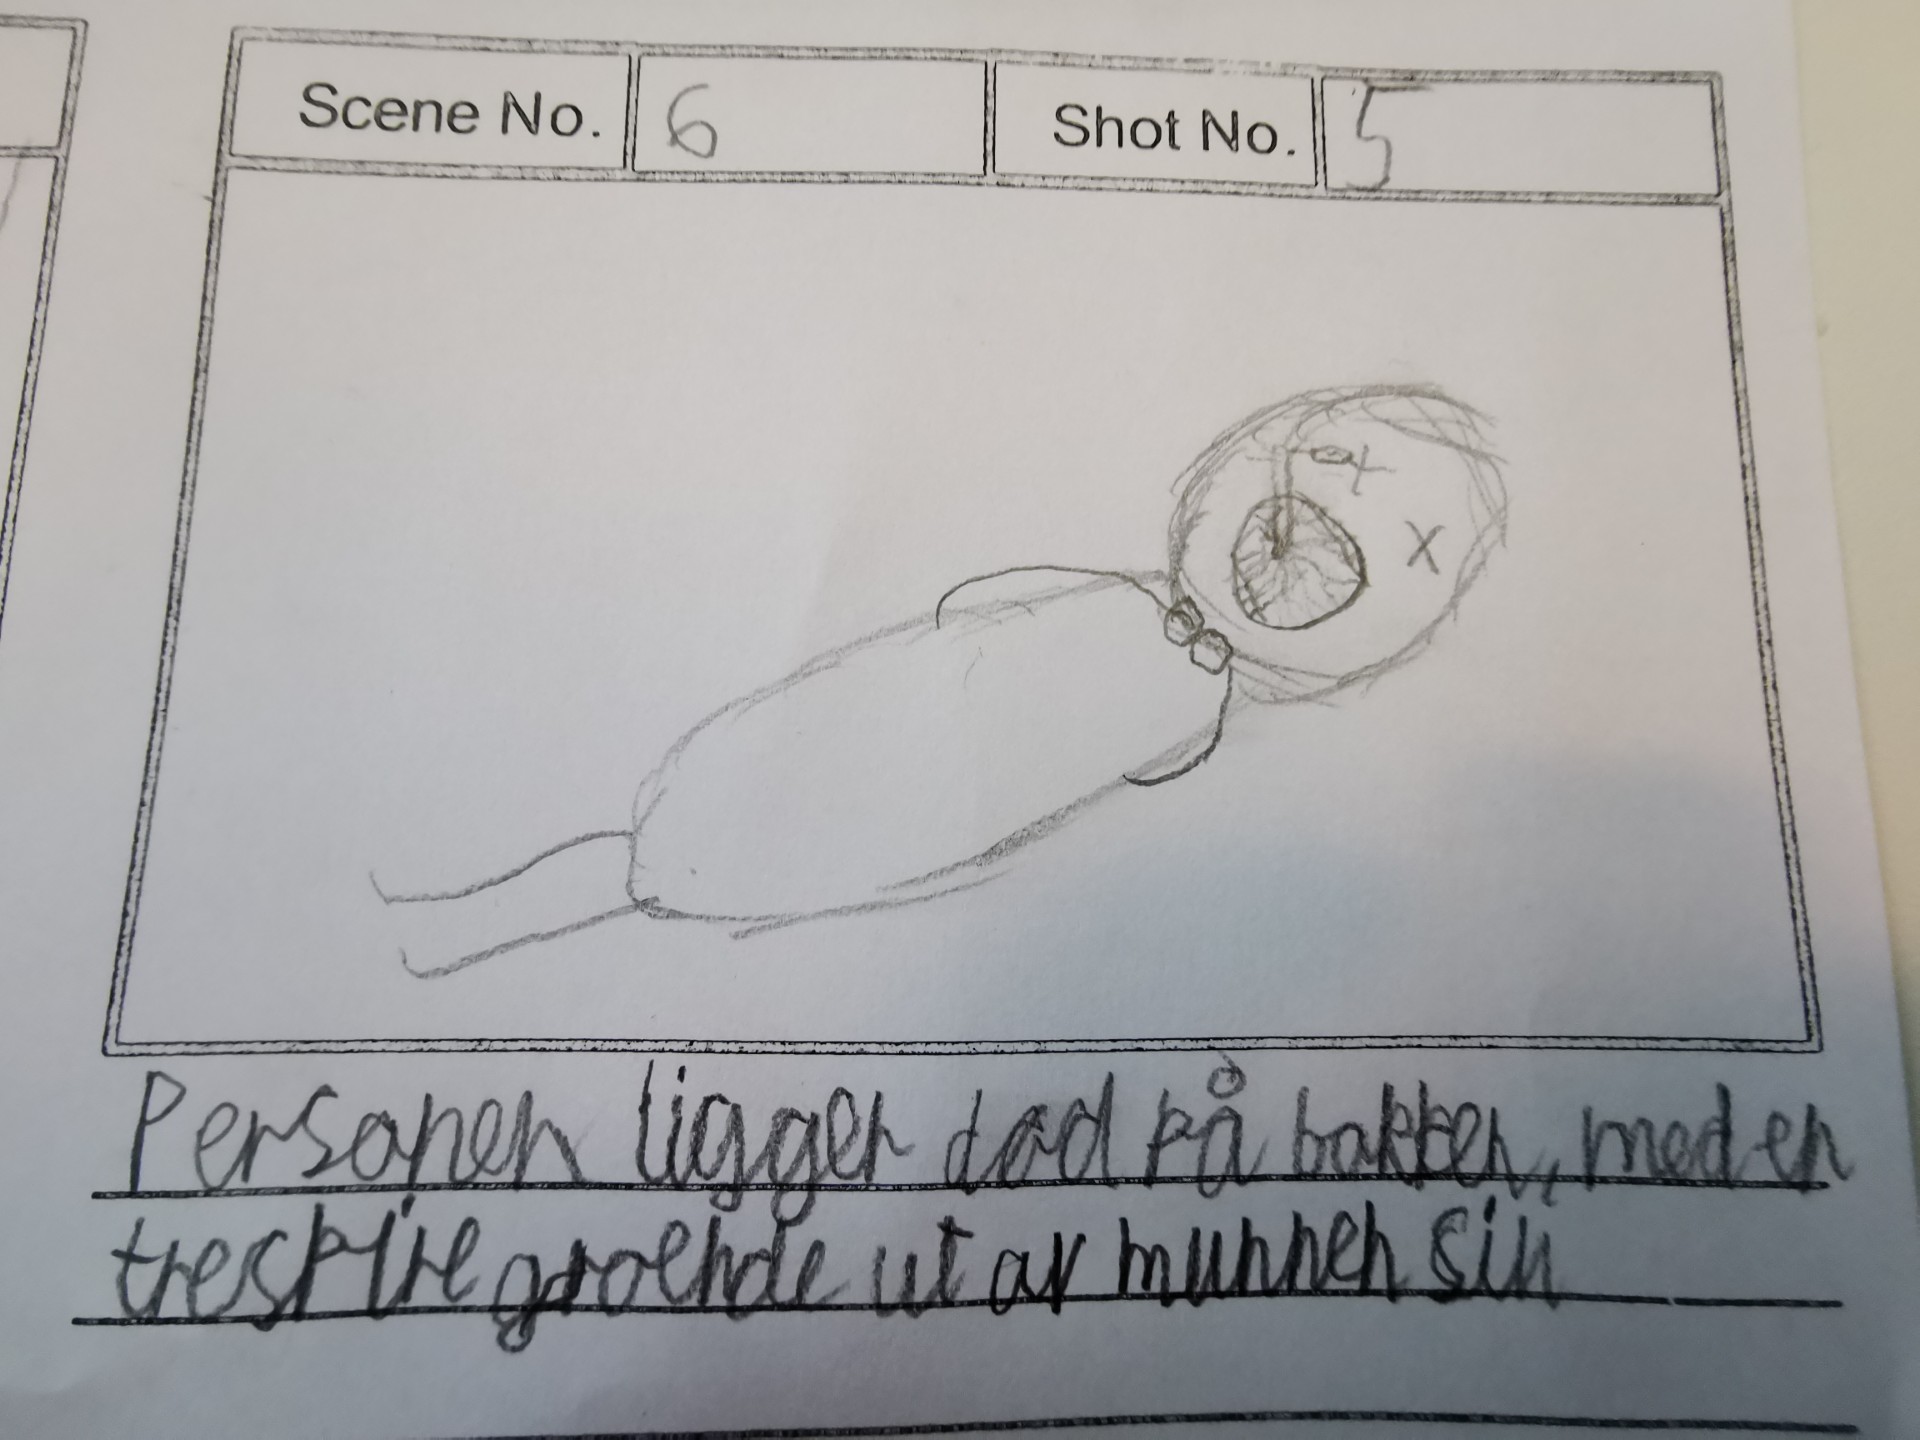 Scene No. 6 Shot No. 5
Personen ligger død på bakken, med en
trespire groende ut av munnen sin